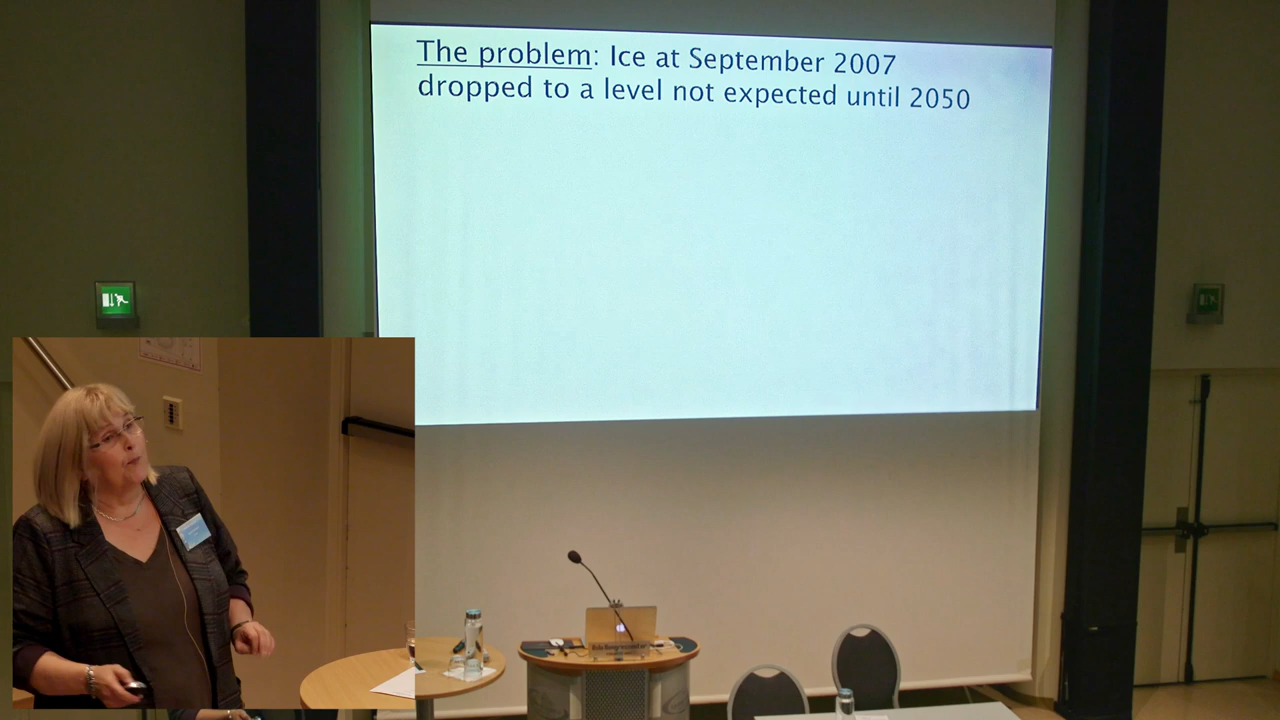 The problem: Ice at September 2007
dropped to a level not expected until 2050